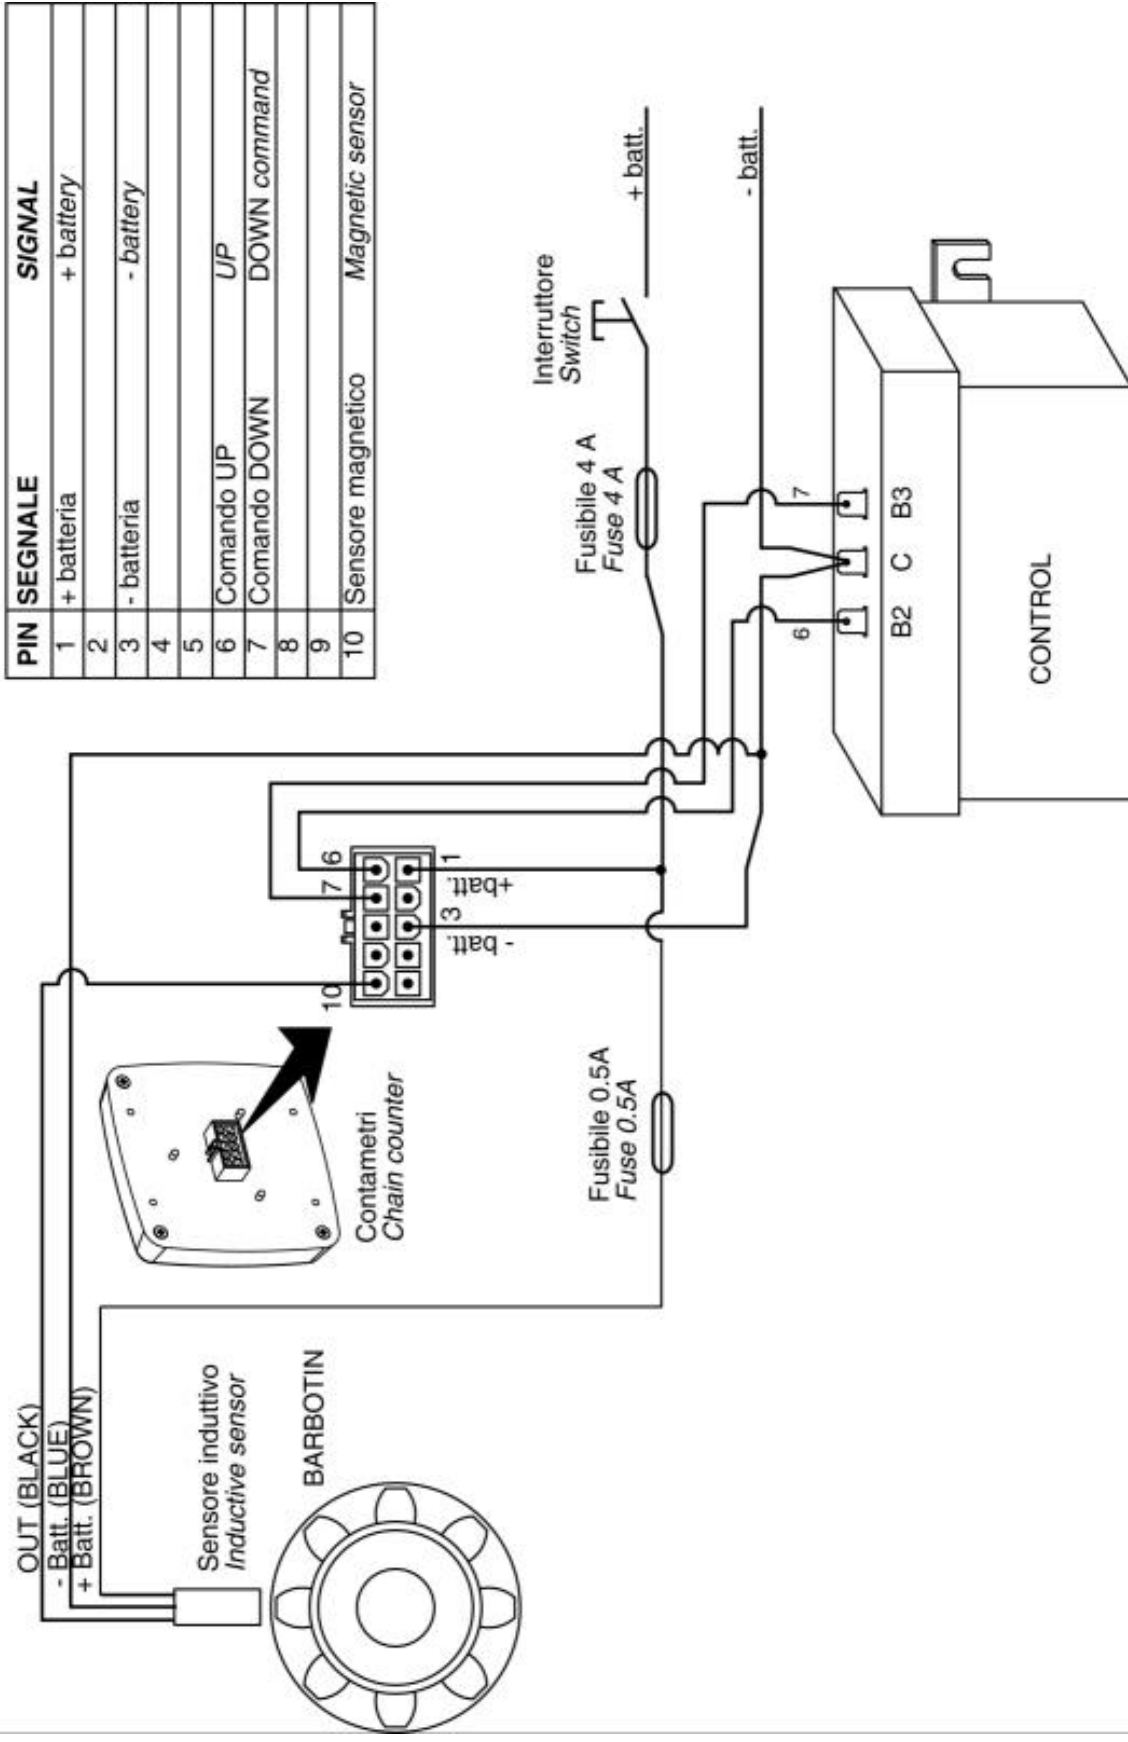 PIN SEGNALE SIGNAL
1 + batteria + battery
2
3 - batteria - battery
4
5
6 Comando UP UP
7 Comando DOWN DOWN command
8
9
10 Sensore magnetico Magnetic sensor
OUT (BLACK)
- Batt. (BLUE)
+ Batt. (BROWN)
Sensore induttivo
Inductive sensor
BARBOTIN
Contametri
Chain counter
10
7
6
3
- batt.
1
+batt.
Fusibile 0.5A
Fuse 0.5A
Fusibile 4 A
Fuse 4 A
Interruttore
Switch
+ batt.
- batt.
6
7
B2
C
B3
CONTROL